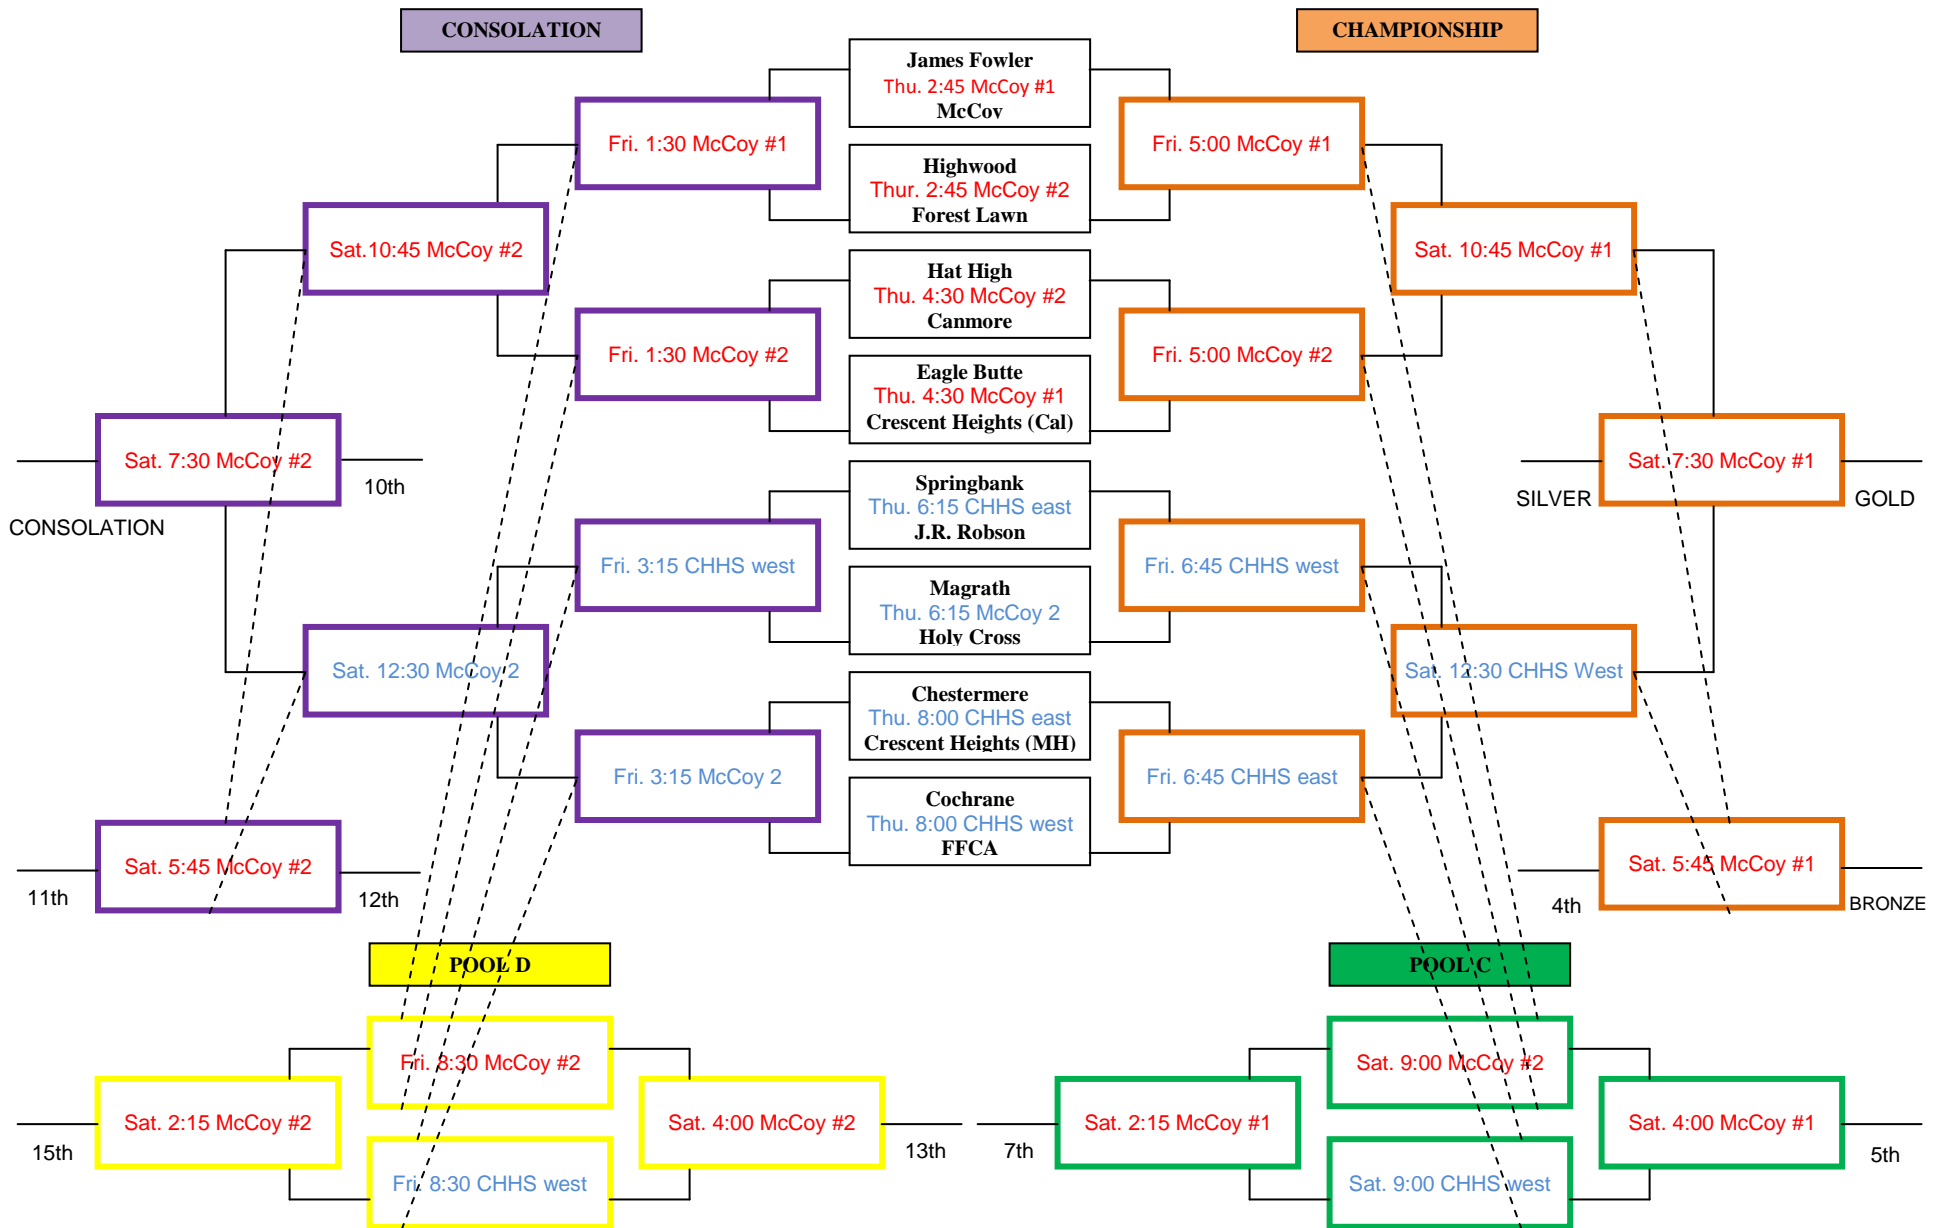 CONSOLATION
CHAMPIONSHIP
James Fowler
Thu. 2:45 McCoy #1
McCoy
Fri. 1:30 McCoy #1
Fri. 5:00 McCoy #1
Highwood
Thur. 2:45 McCoy #2
Forest Lawn
Sat.10:45 McCoy #2
Sat. 10:45 McCoy #1
Hat High
Thu. 4:30 McCoy #2
Canmore
Fri. 1:30 McCoy #2
Fri. 5:00 McCoy #2
Eagle Butte
Thu. 4:30 McCoy #1
Crescent Heights (Cal)
Sat. 7:30 McCoy #2
10th
CONSOLATION
Sat. 7:30 McCoy #1
SILVER
GOLD
Springbank
Thu. 6:15 CHHS east
J.R. Robson
Fri. 3:15 CHHS west
Fri. 6:45 CHHS west
Magrath
Thu. 6:15 McCoy 2
Holy Cross
Sat. 12:30 McCoy 2
Sat. 12:30 CHHS West
Chestermere
Thu. 8:00 CHHS east
Crescent Heights (MH)
Fri. 3:15 McCoy 2
Fri. 6:45 CHHS east
Cochrane
Thu. 8:00 CHHS west
FFCA
Sat. 5:45 McCoy #2
11th
12th
Sat. 5:45 McCoy #1
4th
BRONZE
POOL D
POOL C
Fri. 8:30 McCoy #2
Sat. 9:00 McCoy #2
Sat. 2:15 McCoy #2
Sat. 4:00 McCoy #2
Sat. 2:15 McCoy #1
Sat. 4:00 McCoy #1
15th
13th
7th
5th
Fri. 8:30 CHHS west
Sat. 9:00 CHHS west